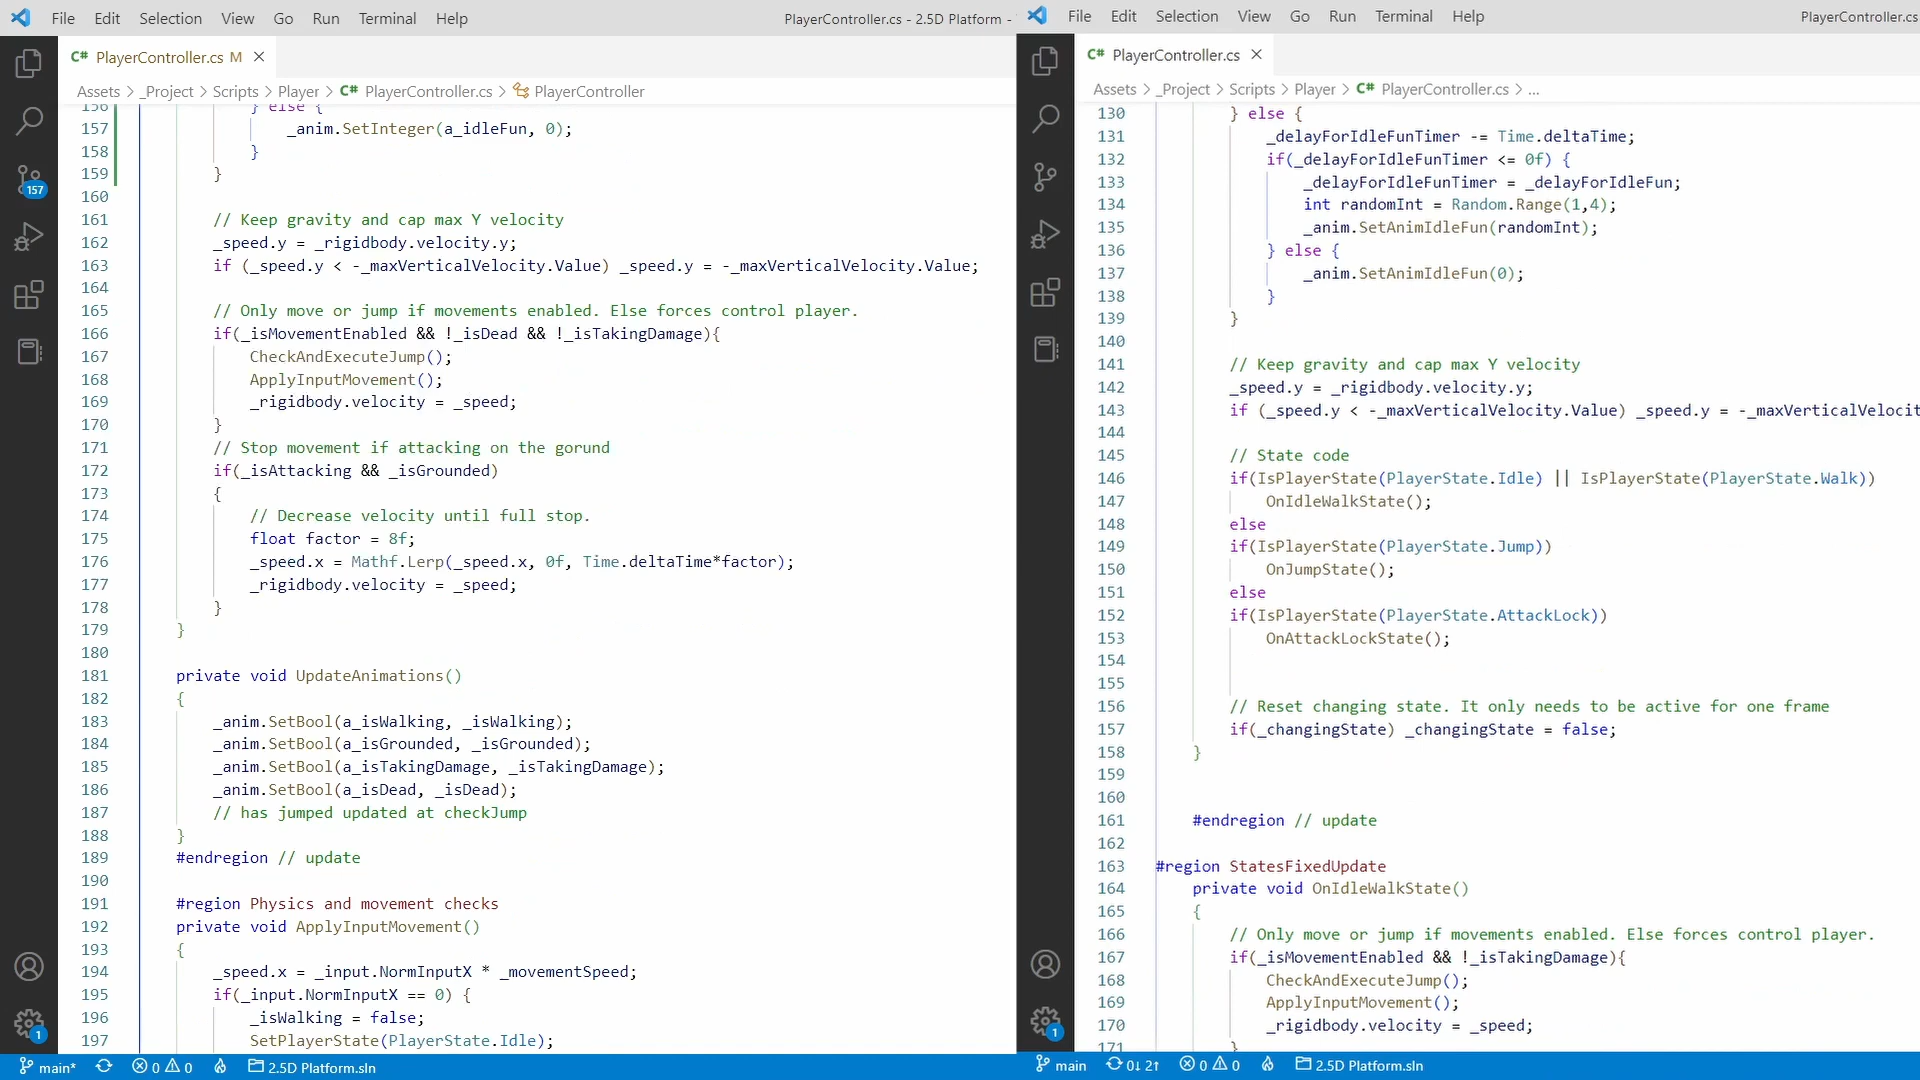 File Edit Selection View Go Run Terminal Help PlayerController.cs - 2.5D Platform -
C# PlayerController.cs M ×
Assets > _Project > Scripts > Player > C# PlayerController.cs > PlayerController
156 } else {
157 _anim.SetInteger(a_idleFun, 0);
158 }
159 }
160
161 // Keep gravity and cap max Y velocity
162 _speed.y = _rigidbody.velocity.y;
163 if (_speed.y < -_maxVerticalVelocity.Value) _speed.y = -_maxVerticalVelocity.Value;
164
165 // Only move or jump if movements enabled. Else forces control player.
166 if(_isMovementEnabled && !_isDead && !_isTakingDamage){
167 CheckAndExecuteJump();
168 ApplyInputMovement();
169 _rigidbody.velocity = _speed;
170 }
171 // Stop movement if attacking on the gorund
172 if(_isAttacking && _isGrounded)
173 {
174 // Decrease velocity until full stop.
175 float factor = 8f;
176 _speed.x = Mathf.Lerp(_speed.x, 0f, Time.deltaTime*factor);
177 _rigidbody.velocity = _speed;
178 }
179 }
180
181 private void UpdateAnimations()
182 {
183 _anim.SetBool(a_isWalking, _isWalking);
184 _anim.SetBool(a_isGrounded, _isGrounded);
185 _anim.SetBool(a_isTakingDamage, _isTakingDamage);
186 _anim.SetBool(a_isDead, _isDead);
187 // has jumped updated at checkJump
188 }
189 #endregion // update
190
191 #region Physics and movement checks
192 private void ApplyInputMovement()
193 {
194 _speed.x = _input.NormInputX * _movementSpeed;
195 if(_input.NormInputX == 0) {
196 _isWalking = false;
197 SetPlayerState(PlayerState.Idle);
157
1
main* 0 0 2.5D Platform.sln
File Edit Selection View Go Run Terminal Help PlayerController.cs
C# PlayerController.cs ×
Assets > _Project > Scripts > Player > C# PlayerController.cs > ...
130 } else {
131 _delayForIdleFunTimer -= Time.deltaTime;
132 if(_delayForIdleFunTimer <= 0f) {
133 _delayForIdleFunTimer = _delayForIdleFun;
134 int randomInt = Random.Range(1,4);
135 _anim.SetAnimIdleFun(randomInt);
136 } else {
137 _anim.SetAnimIdleFun(0);
138 }
139 }
140
141 // Keep gravity and cap max Y velocity
142 _speed.y = _rigidbody.velocity.y;
143 if (_speed.y < -_maxVerticalVelocity.Value) _speed.y = -_maxVerticalVelocit
144
145 // State code
146 if(IsPlayerState(PlayerState.Idle) || IsPlayerState(PlayerState.Walk))
147 OnIdleWalkState();
148 else
149 if(IsPlayerState(PlayerState.Jump))
150 OnJumpState();
151 else
152 if(IsPlayerState(PlayerState.AttackLock))
153 OnAttackLockState();
154
155
156 // Reset changing state. It only needs to be active for one frame
157 if(_changingState) _changingState = false;
158 }
159
160
161 #endregion // update
162
163 #region StatesFixedUpdate
164 private void OnIdleWalkState()
165 {
166 // Only move or jump if movements enabled. Else forces control player.
167 if(_isMovementEnabled && !_isTakingDamage){
168 CheckAndExecuteJump();
169 ApplyInputMovement();
170 _rigidbody.velocity = _speed;
171 }
1
main 0↓ 2↑ 0 0 2.5D Platform.sln